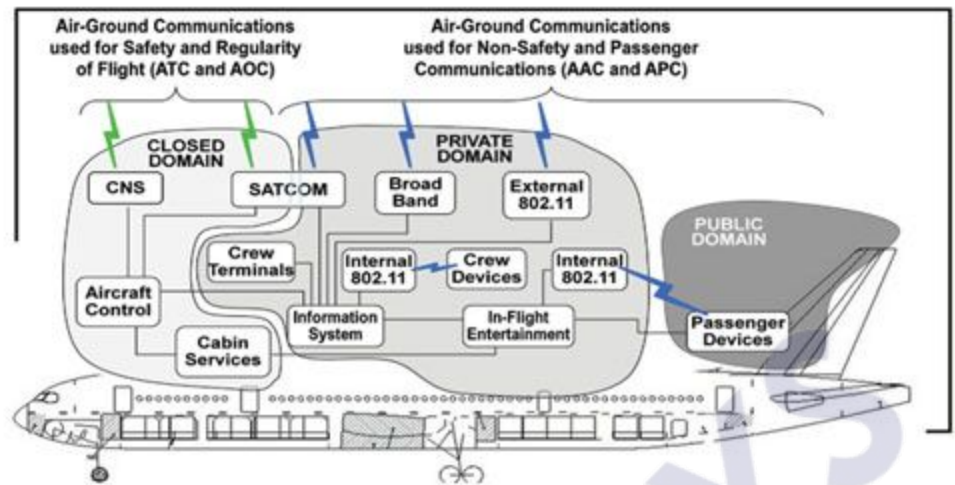 Air-Ground Communications
used for Safety and Regularity
of Flight (ATC and AOC)
Air-Ground Communications
used for Non-Safety and Passenger
Communications (AAC and APC)
CLOSED
DOMAIN
PRIVATE
DOMAIN
CNS
SATCOM
Broad
Band
External
802.11
PUBLIC
DOMAIN
Crew
Terminals
Internal
802.11
Crew
Devices
Internal
802.11
Aircraft
Control
Information
System
In-Flight
Entertainment
Passenger
Devices
Cabin
Services